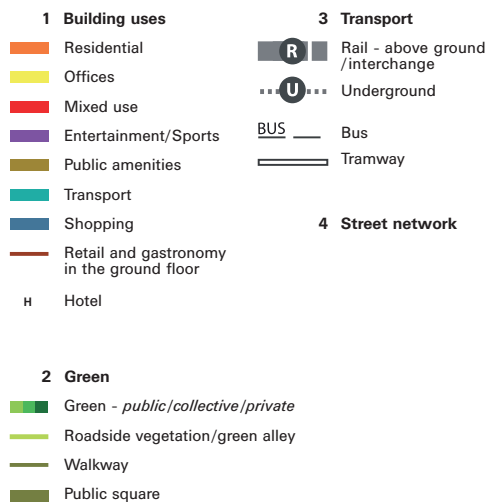 1 Building uses
Residential
Offices
Mixed use
Entertainment/Sports
Public amenities
Transport
Shopping
Retail and gastronomy
in the ground floor
H Hotel
2 Green
Green - public/collective/private
Roadside vegetation/green alley
Walkway
Public square
3 Transport
R Rail - above ground
/interchange
U Underground
BUS Bus
Tramway
4 Street network